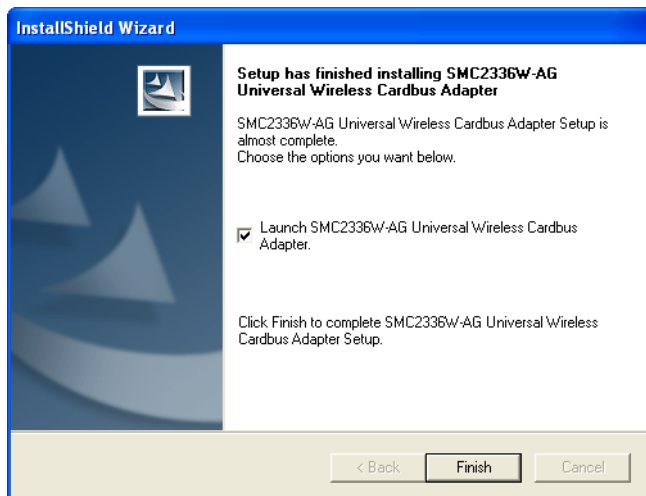 InstallShield Wizard
Setup has finished installing SMC2336W-AG
Universal Wireless Cardbus Adapter
SMC2336W-AG Universal Wireless Cardbus Adapter Setup is
almost complete.
Choose the options you want below.
Launch SMC2336W-AG Universal Wireless Cardbus
Adapter.
Click Finish to complete SMC2336W-AG Universal Wireless
Cardbus Adapter Setup.
< Back
Finish
Cancel